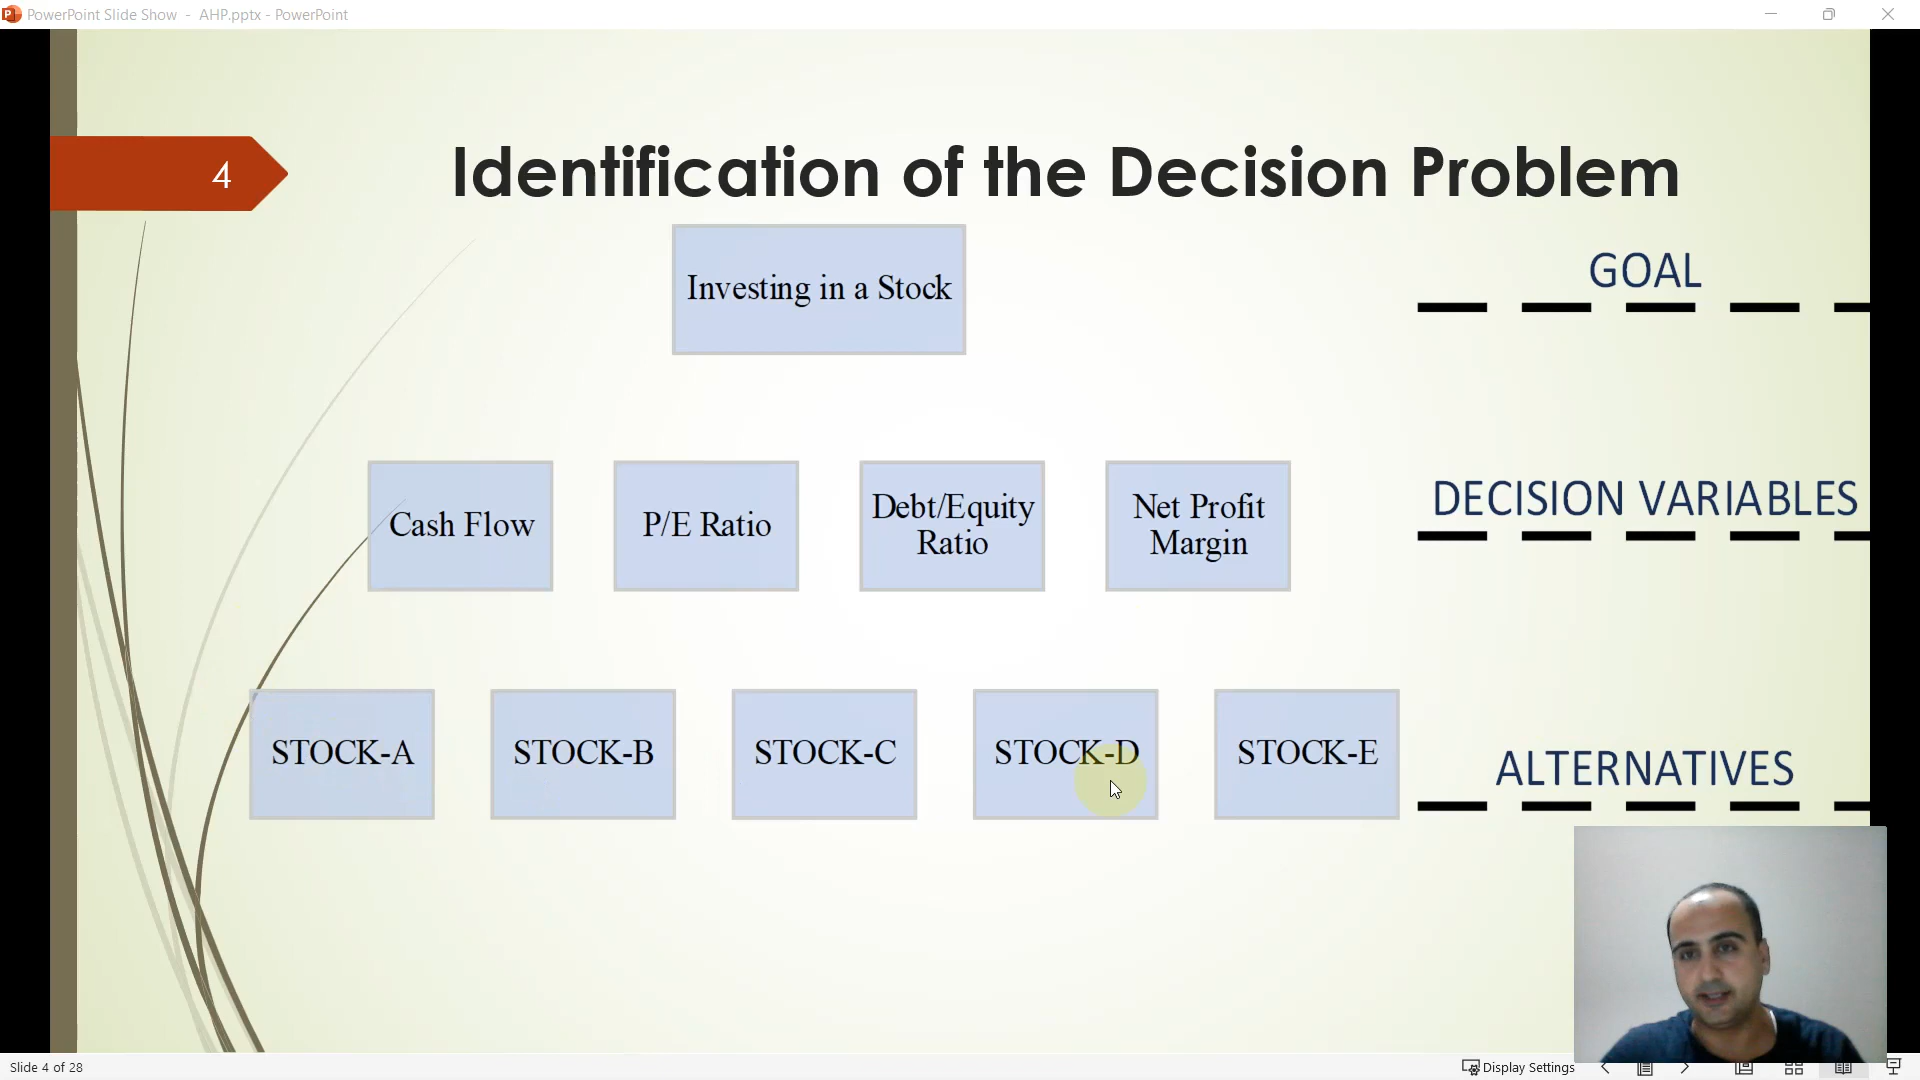 PowerPoint Slide Show - AHP.pptx - PowerPoint
4
Identification of the Decision Problem
Investing in a Stock
GOAL
Cash Flow
P/E Ratio
Debt/Equity
Ratio
Net Profit
Margin
DECISION VARIABLES
STOCK-A
STOCK-B
STOCK-C
STOCK-D
STOCK-E
ALTERNATIVES
Slide 4 of 28
Display Settings